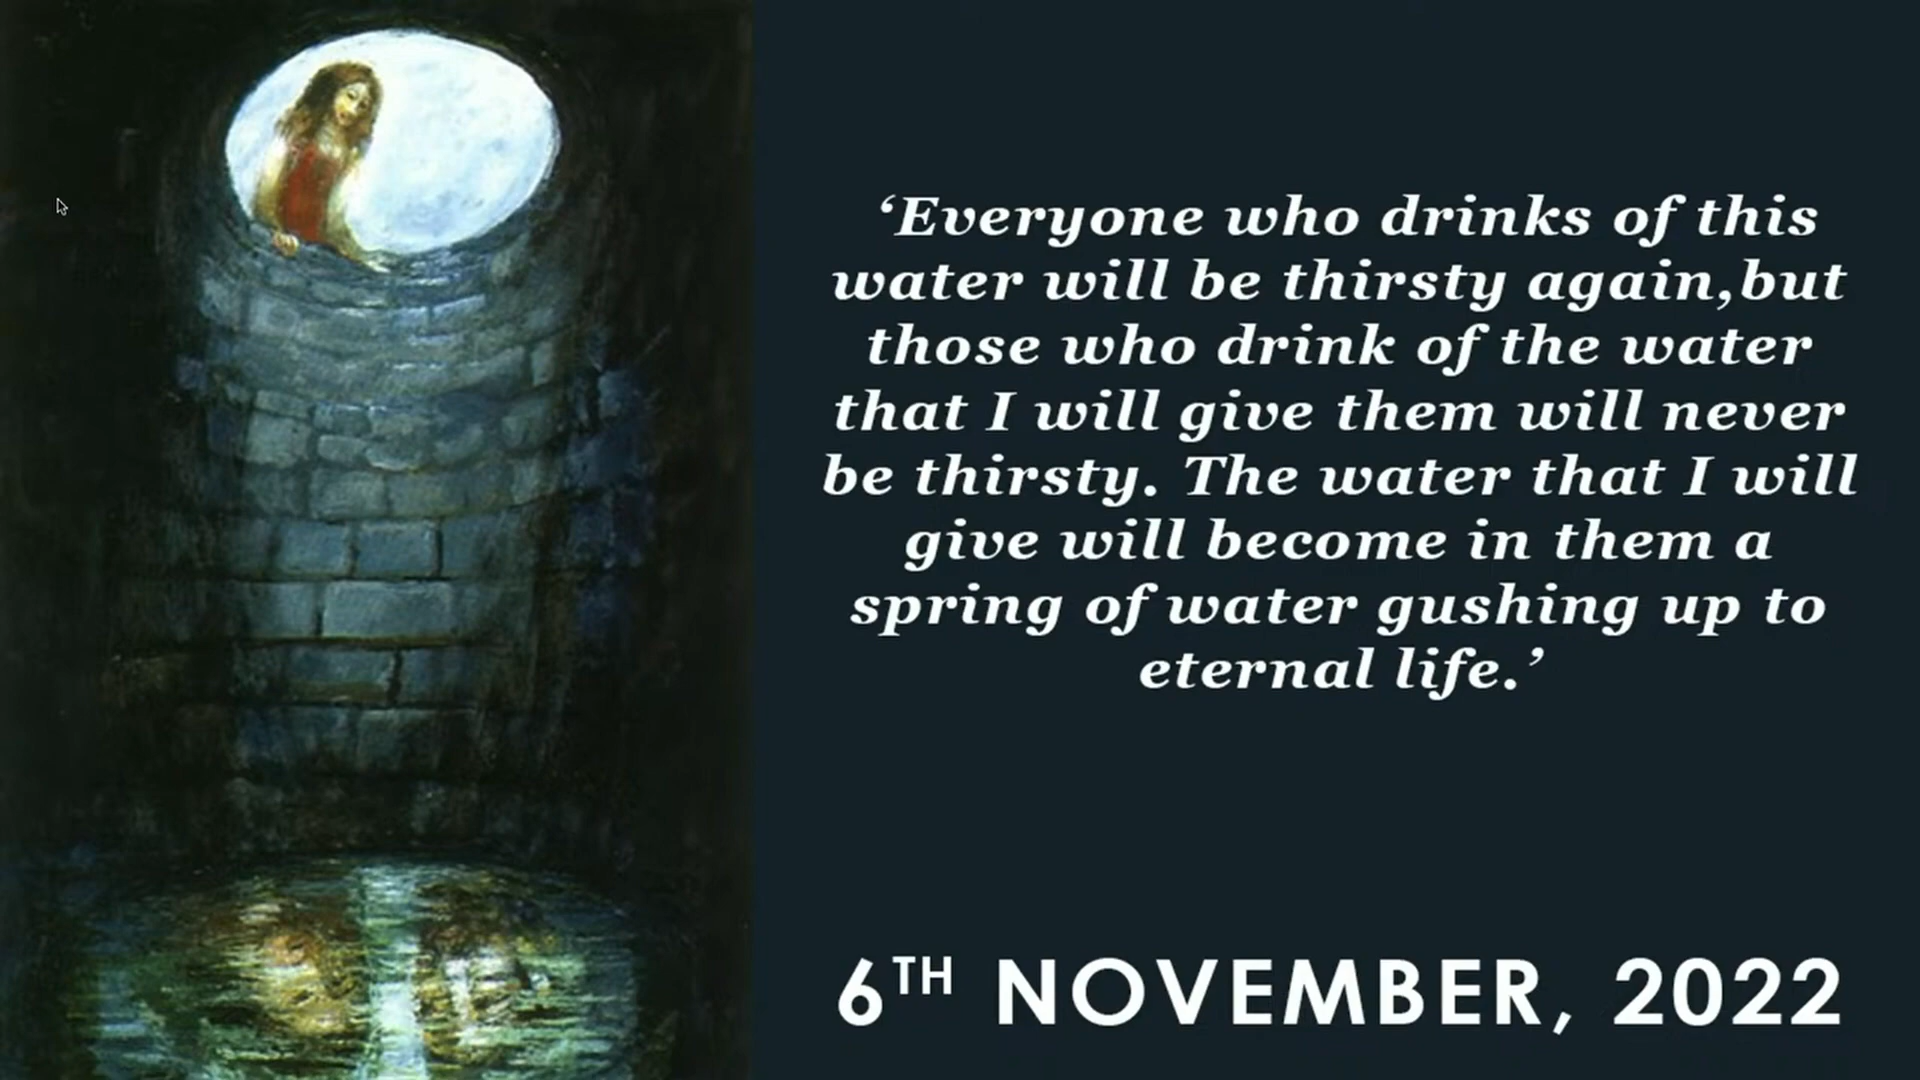 ‘Everyone who drinks of this
water will be thirsty again,but
those who drink of the water
that I will give them will never
be thirsty. The water that I will
give will become in them a
spring of water gushing up to
eternal life.’
6TH NOVEMBER, 2022